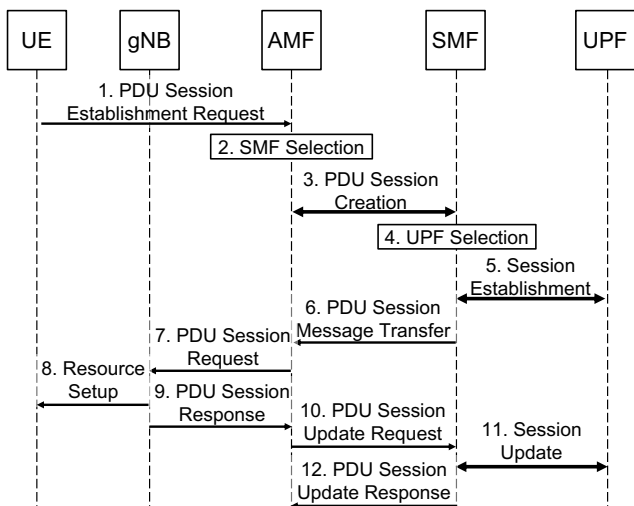 UE
gNB
AMF
SMF
UPF
1. PDU Session
Establishment Request
2. SMF Selection
3. PDU Session
Creation
4. UPF Selection
5. Session
Establishment
6. PDU Session
Message Transfer
7. PDU Session
Request
8. Resource
Setup
9. PDU Session
Response
10. PDU Session
Update Request
11. Session
Update
12. PDU Session
Update Response